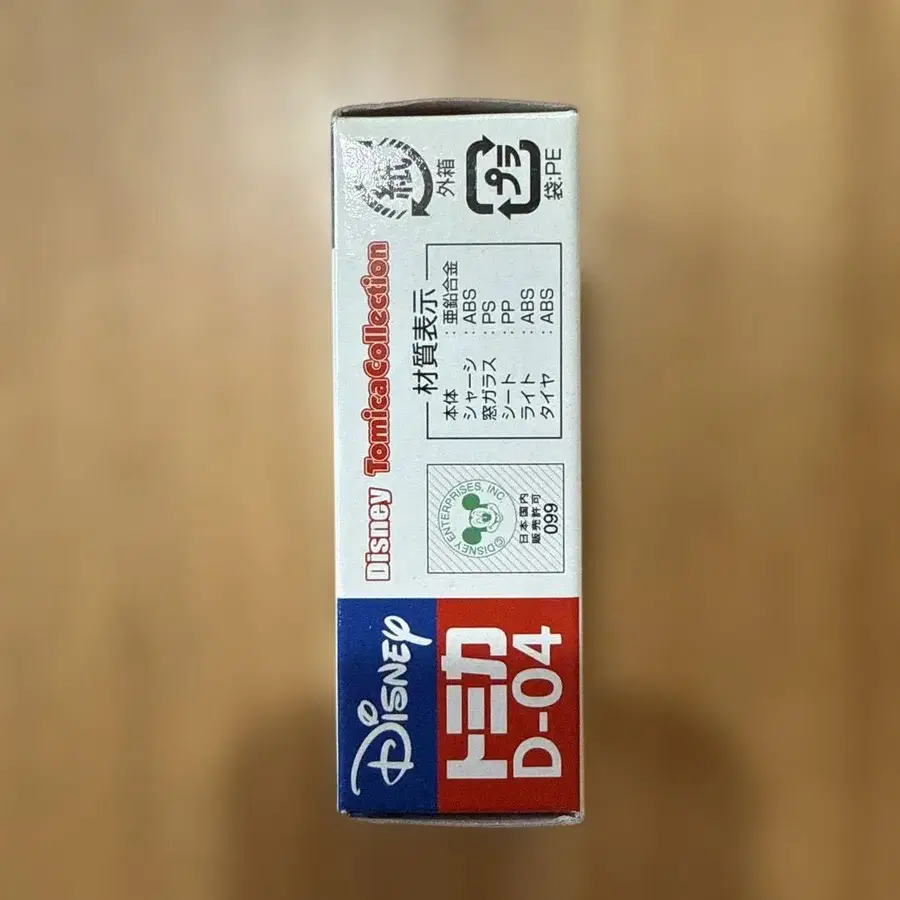 DISNEY
トミカ
D-04
Disney Tomica Collection
©DISNEY ENTERPRISES, INC.
日本国内
販売許可
099
材質表示
本体 : 亜鉛合金
シャーシ : ABS
窓ガラス : PS
シート : PP
ライト : ABS
タイヤ : ABS
紙
外箱
プラ
袋:PE